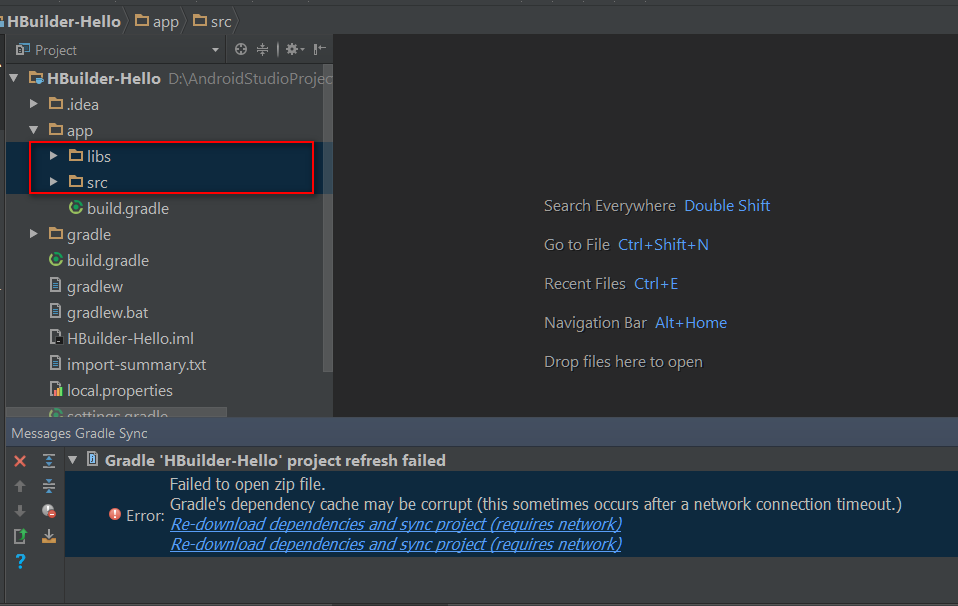 HBuilder-Hello app src
Project
HBuilder-Hello D:\AndroidStudioProjec
.idea
app
libs
src
build.gradle
gradle
build.gradle
gradlew
gradlew.bat
HBuilder-Hello.iml
import-summary.txt
local.properties
settings.gradle
Search Everywhere Double Shift
Go to File Ctrl+Shift+N
Recent Files Ctrl+E
Navigation Bar Alt+Home
Drop files here to open
Messages Gradle Sync
Gradle 'HBuilder-Hello' project refresh failed
Error:
Failed to open zip file.
Gradle's dependency cache may be corrupt (this sometimes occurs after a network connection timeout.)
Re-download dependencies and sync project (requires network)
Re-download dependencies and sync project (requires network)